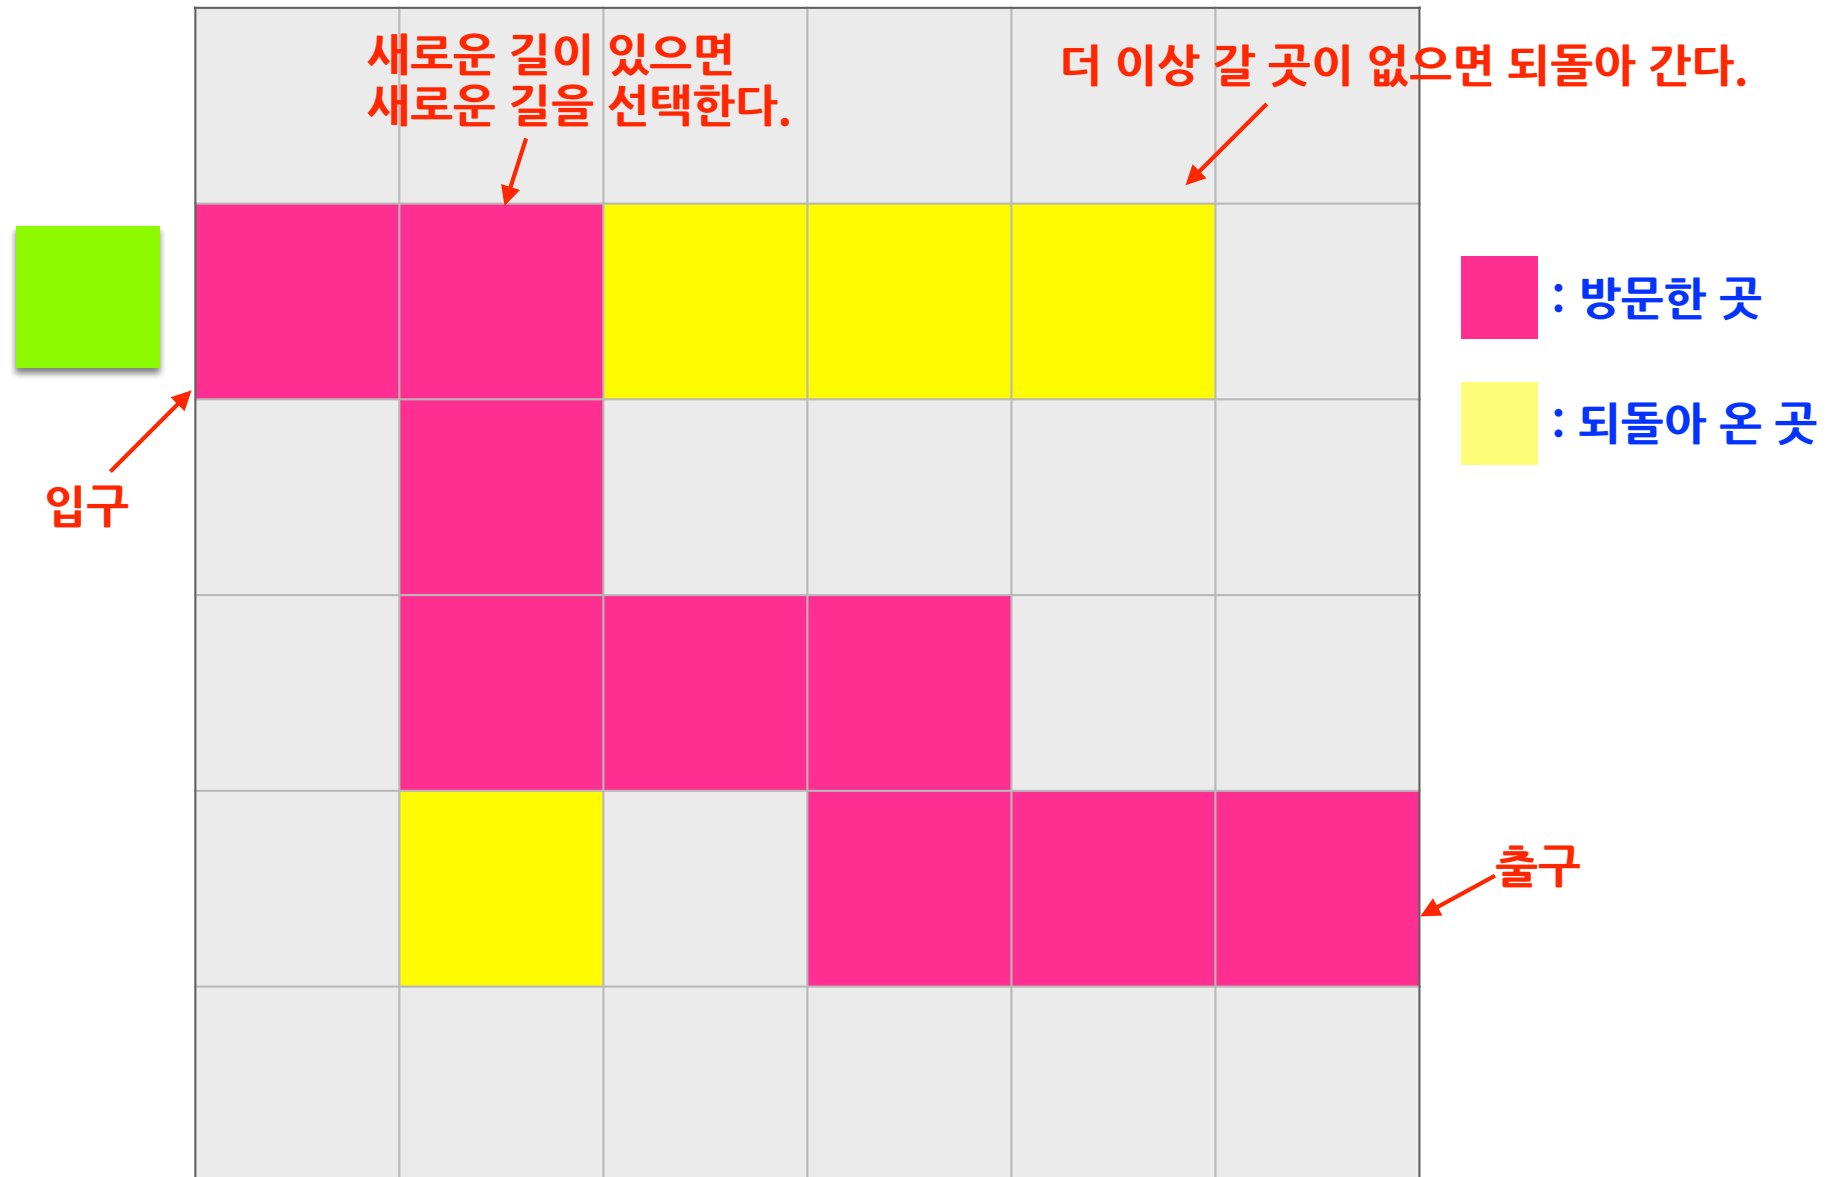 새로운 길이 있으면
새로운 길을 선택한다.
더 이상 갈 곳이 없으면 되돌아 간다.
: 방문한 곳
: 되돌아 온 곳
입구
출구